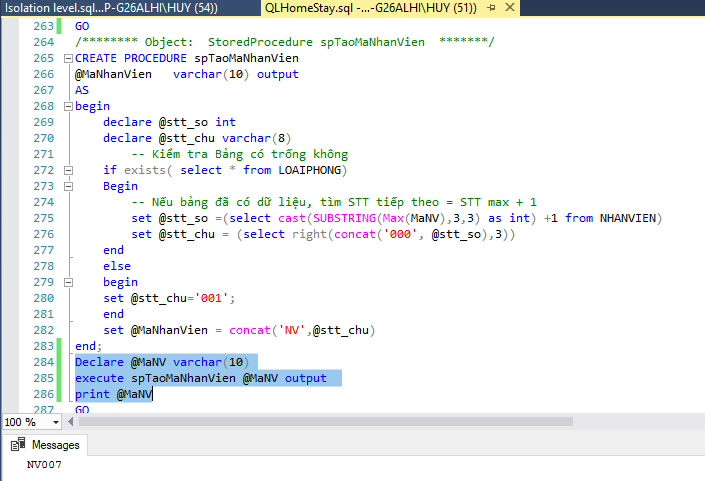 Isolation level.sql...P-G26ALHI\HUY (54)) QLHomeStay.sql -...-G26ALHI\HUY (51))
263 GO
264 /******** Object: StoredProcedure spTaoMaNhanVien *******/
265 CREATE PROCEDURE spTaoMaNhanVien
266 @MaNhanVien varchar(10) output
267 AS
268 begin
269 declare @stt_so int
270 declare @stt_chu varchar(8)
271 -- Kiểm tra Bảng có trống không
272 if exists( select * from LOAIPHONG)
273 Begin
274 -- Nếu bảng đã có dữ liệu, tìm STT tiếp theo = STT max + 1
275 set @stt_so =(select cast(SUBSTRING(Max(MaNV),3,3) as int) +1 from NHANVIEN)
276 set @stt_chu = (select right(concat('000', @stt_so),3))
277 end
278 else
279 begin
280 set @stt_chu='001';
281 end
282 set @MaNhanVien = concat('NV',@stt_chu)
283 end;
284 Declare @MaNV varchar(10)
285 execute spTaoMaNhanVien @MaNV output
286 print @MaNV
287 GO
100 %
Messages
NV007